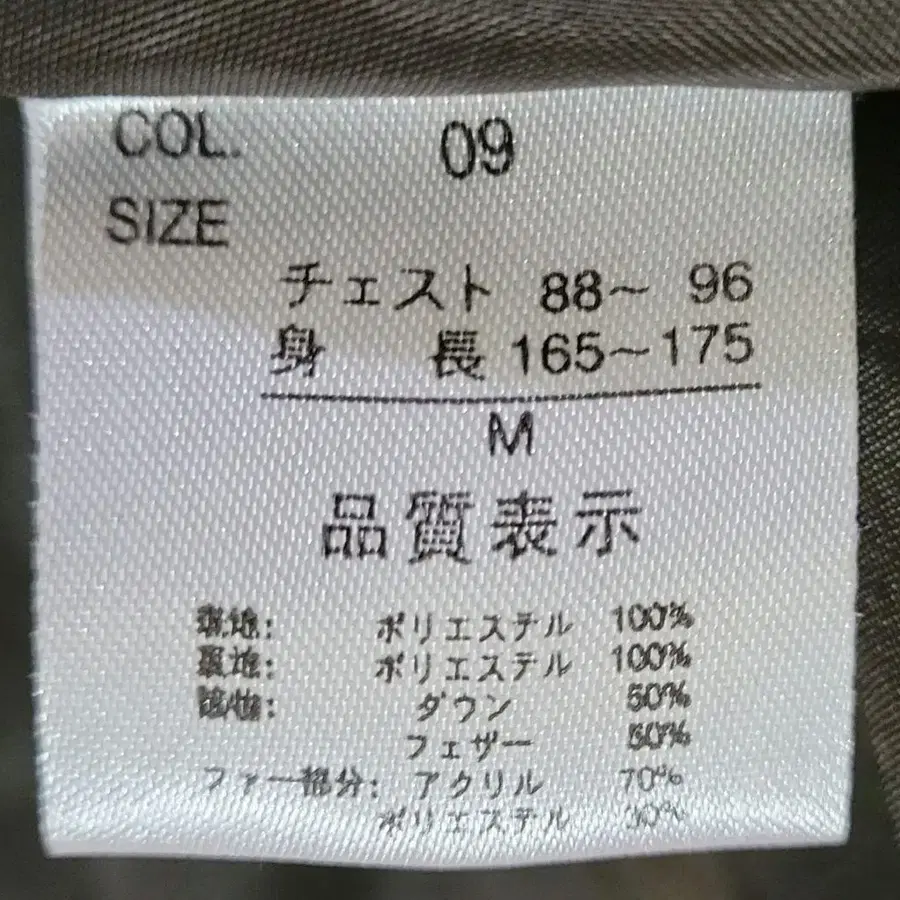 COL. 09
SIZE
チェスト 88～ 96
身 長 165～175
M
品質表示
表地: ポリエステル 100%
裏地: ポリエステル 100%
詰物: ダウン 50%
フェザー 50%
ファー部分: アクリル 70%
ポリエステル 30%